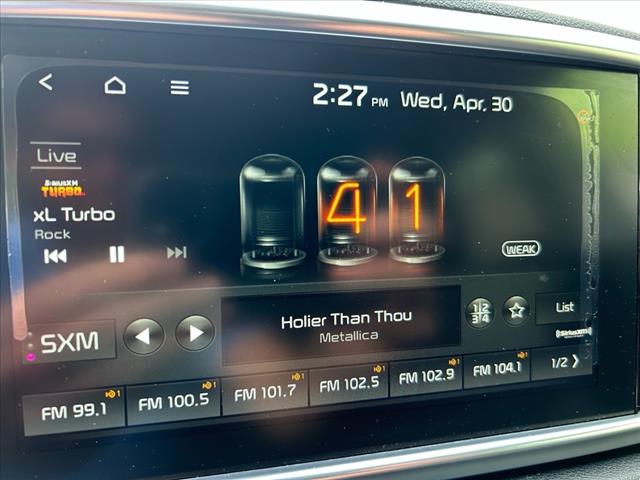 2:27 PM Wed, Apr. 30
Live
SiriusXM
TURBO
xL Turbo
Rock
41
WEAK
SXM
Holier Than Thou
Metallica
1 2
3 4
List
SiriusXM
FM 99.1
FM 100.5
FM 101.7
FM 102.5
FM 102.9
FM 104.1
1/2